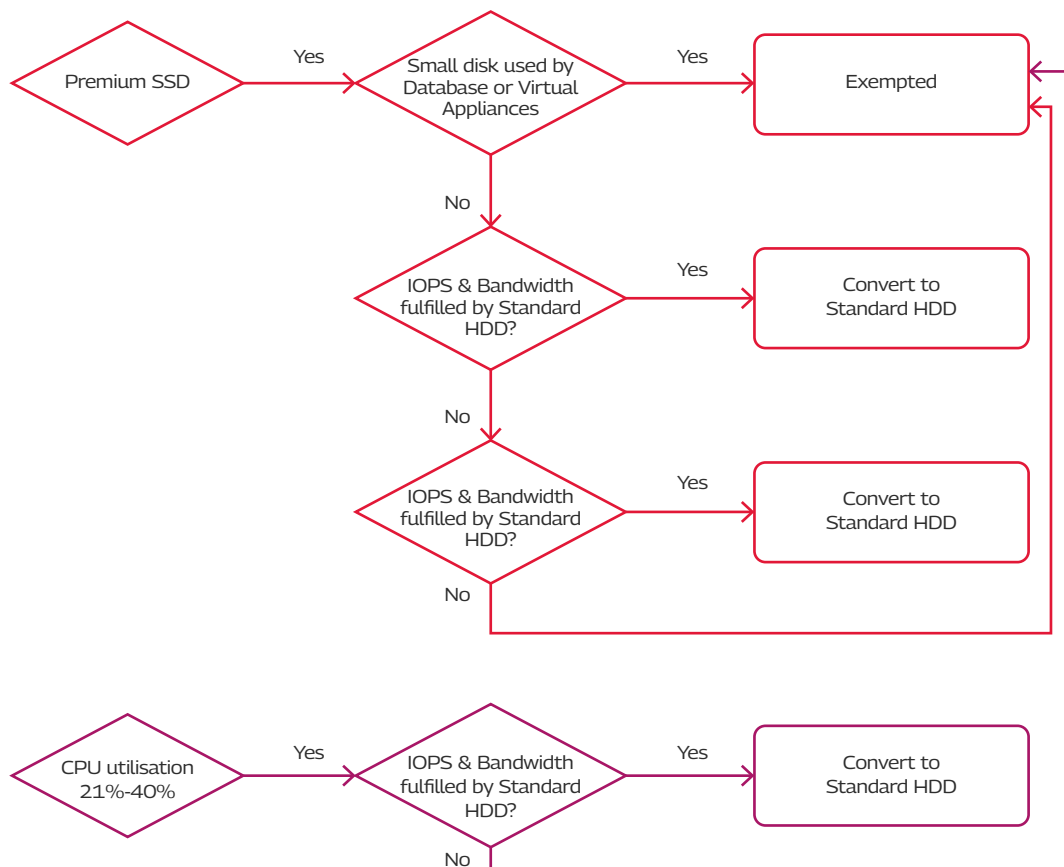 Premium SSD
Yes
Small disk used by
Database or Virtual
Appliances
Yes
Exempted
No
IOPS & Bandwidth
fulfilled by Standard
HDD?
Yes
Convert to
Standard HDD
No
IOPS & Bandwidth
fulfilled by Standard
HDD?
Yes
Convert to
Standard HDD
No
CPU utilisation
21%-40%
Yes
IOPS & Bandwidth
fulfilled by Standard
HDD?
Yes
Convert to
Standard HDD
No